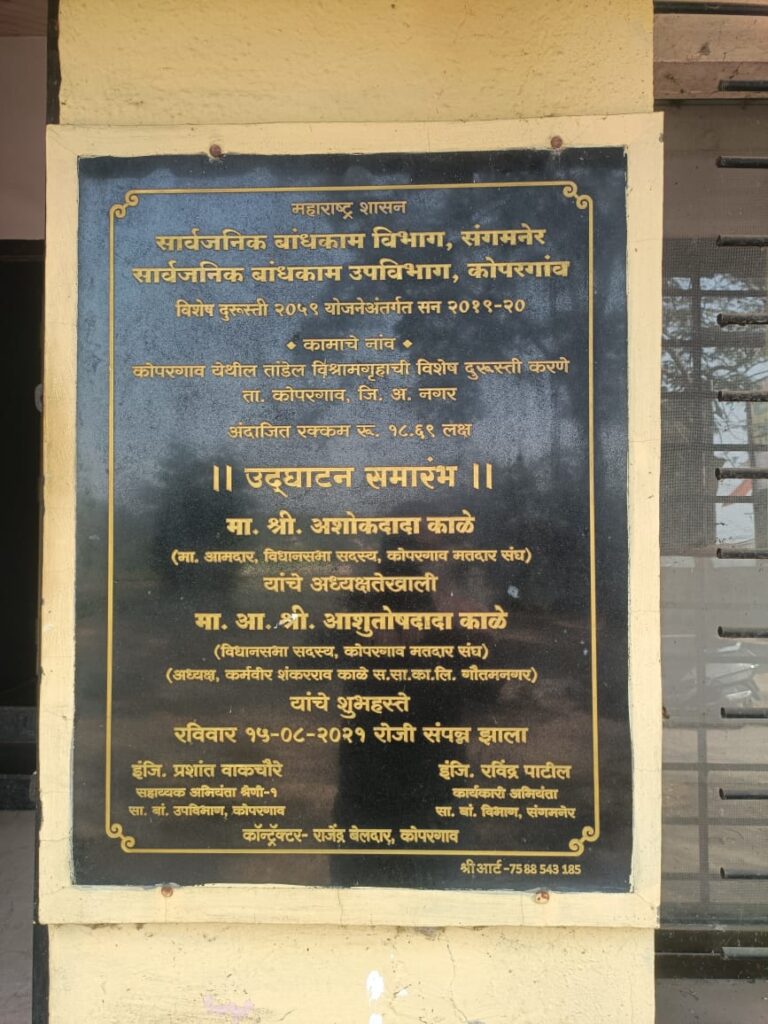 महाराष्ट्र शासन
सार्वजनिक बांधकाम विभाग, संगमनेर
सार्वजनिक बांधकाम उपविभाग, कोपरगांव
विशेष दुरूस्ती २०५९ योजनेअंतर्गत सन २०१९-२०
◆ कामाचे नांव ◆
कोपरगाव येथील तांडेल विश्रामगृहाची विशेष दुरूस्ती करणे
ता. कोपरगाव, जि. अ. नगर
अंदाजित रक्कम रू. १८.६९ लक्ष
|| उद्घाटन समारंभ ||
मा. श्री. अशोकदादा काळे
(मा. आमदार, विधानसभा सदस्य, कोपरगाव मतदार संघ)
यांचे अध्यक्षतेखाली
मा. आ. श्री. आशुतोषदादा काळे
(विधानसभा सदस्य, कोपरगाव मतदार संघ)
(अध्यक्ष, कर्मवीर शंकरराव काळे स.सा.का.लि. गौतमनगर)
यांचे शुभहस्ते
रविवार १५-०८-२०२१ रोजी संपन्न झाला
इंजि. प्रशांत वाकचौरे
सहाय्यक अभियंता श्रेणी-१
सा. बां. उपविभाग, कोपरगाव
इंजि. रविंद्र पाटील
कार्यकारी अभियंता
सा. बां. विभाग, संगमनेर
कॉन्ट्रॅक्टर- राजेंद्र बेलदार, कोपरगाव
श्री आर्ट -75 88 543 185